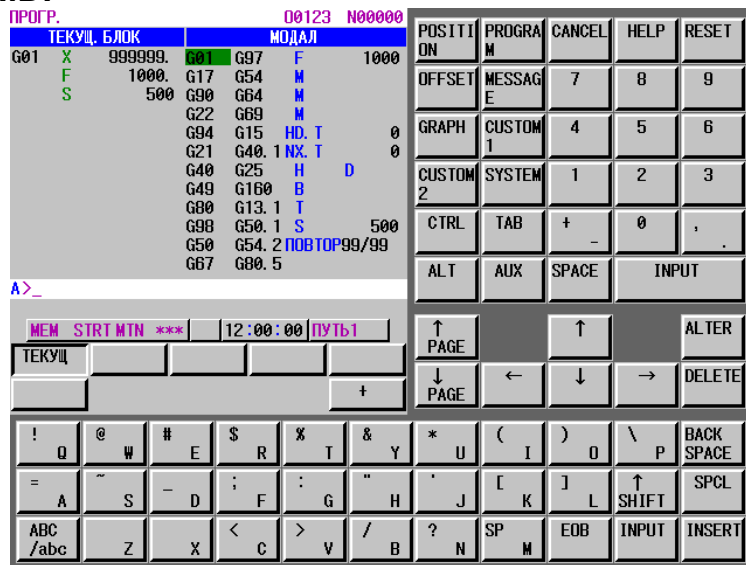 ПРОГР. O0123 N00000
ТЕКУЩ. БЛОК МОДАЛ
G01 X 999999. G01 G97 F 1000
F 1000. G17 G54 M
S 500 G90 G64 M
G22 G69 M
G94 G15 HD. T 0
G21 G40. 1 NX. T 0
G40 G25 H D
G49 G160 B
G80 G13. 1 T
G98 G50. 1 S 500
G50 G54. 2 ПОВТОР99/99
G67 G80. 5
A>_
MEM STRT MTN *** 12:00:00 ПУТЬ1
ТЕКУЩ
+
POSITI
ON
PROGRA
M
CANCEL HELP RESET
OFFSET
MESSAG
E
7 8 9
GRAPH
CUSTOM
1
4 5 6
CUSTOM
2
SYSTEM 1 2 3
CTRL TAB + _ 0 , .
ALT AUX SPACE INPUT
↑
PAGE
↑ ALTER
↓
PAGE
← ↓ → DELETE
! @ # $ % & * ( ) \ BACK
Q W E R T Y U I O P SPACE
= ~ _ ; : " ' [ ] ↑ SPCL
A S D F G H J K L SHIFT
ABC < > / ? SP EOB INPUT INSERT
/abc Z X C V B N M